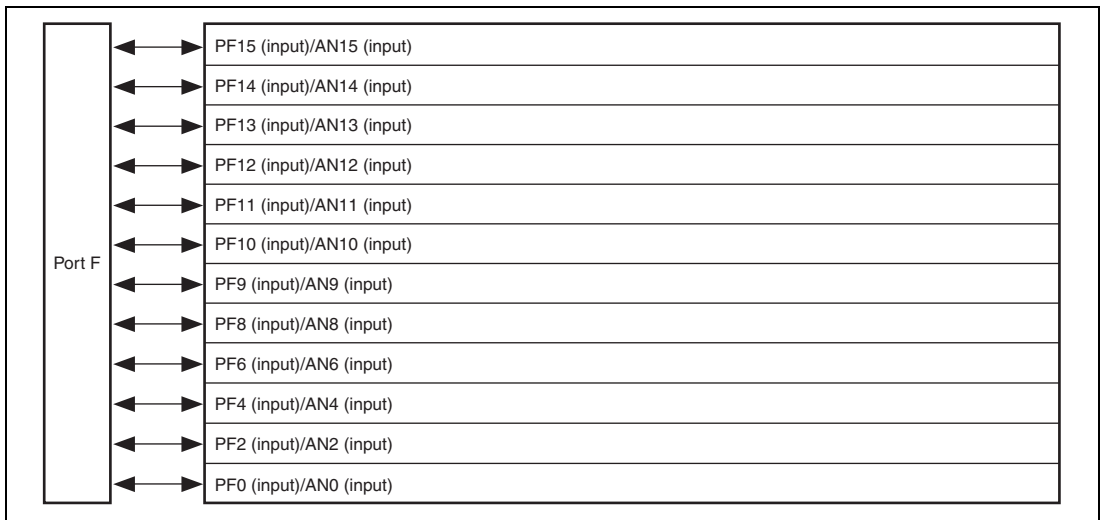 Port F
PF15 (input)/AN15 (input)
PF14 (input)/AN14 (input)
PF13 (input)/AN13 (input)
PF12 (input)/AN12 (input)
PF11 (input)/AN11 (input)
PF10 (input)/AN10 (input)
PF9 (input)/AN9 (input)
PF8 (input)/AN8 (input)
PF6 (input)/AN6 (input)
PF4 (input)/AN4 (input)
PF2 (input)/AN2 (input)
PF0 (input)/AN0 (input)